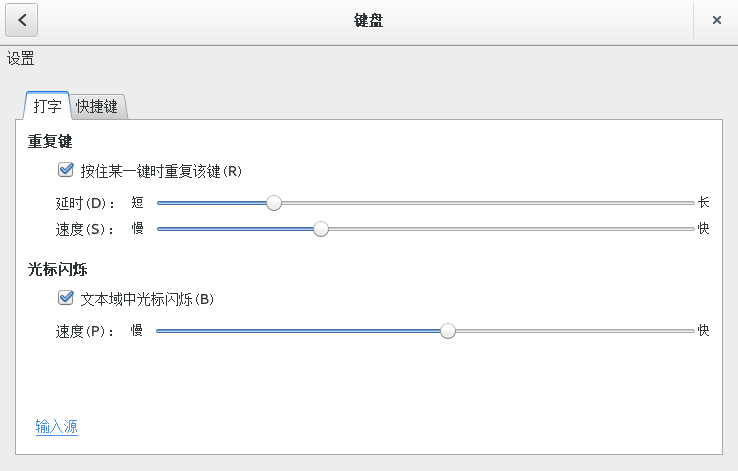 键盘
设置
打字 快捷键
重复键
按住某一键时重复该键(R)
延时(D): 短 长
速度(S): 慢 快
光标闪烁
文本域中光标闪烁(B)
速度(P): 慢 快
输入源